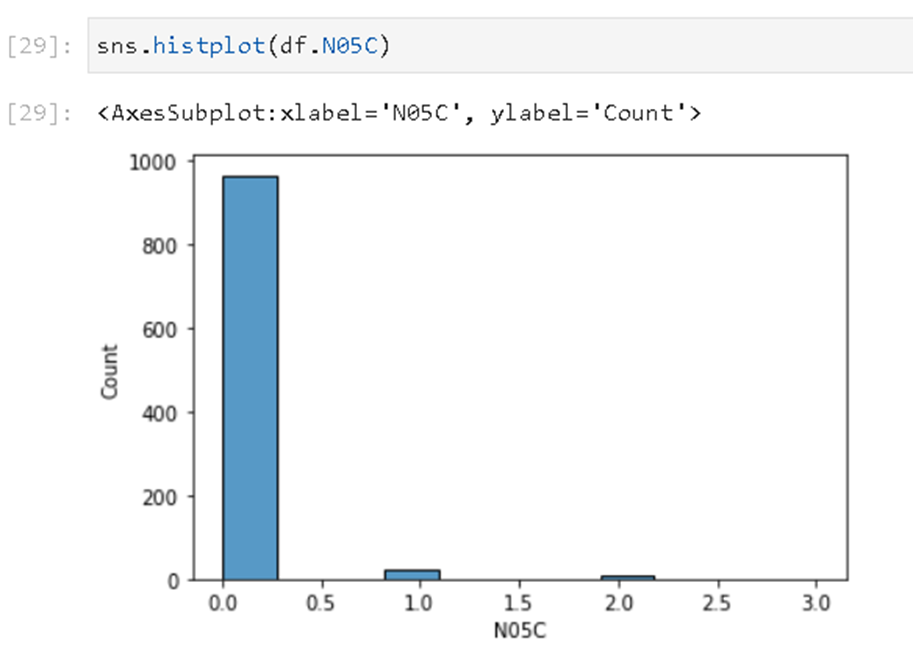 [29]: sns.histplot(df.N05C)
[29]: <AxesSubplot:xlabel='N05C', ylabel='Count'>
1000
800
600
400
200
0
Count
0.0 0.5 1.0 1.5 2.0 2.5 3.0
N05C